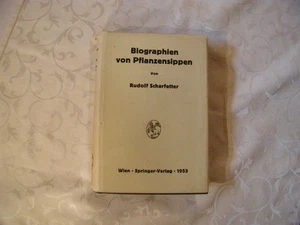 Biographien
von Pflanzensippen
Von
Rudolf Scharfetter
Wien · Springer-Verlag · 1953